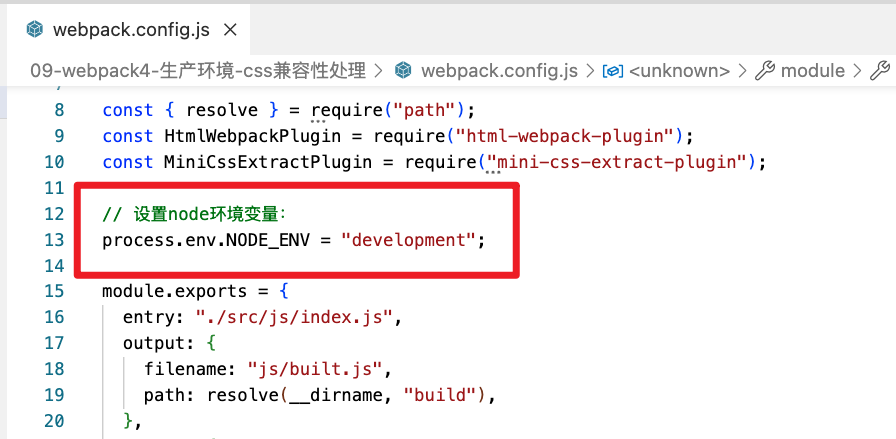 webpack.config.js
09-webpack4-生产环境-css兼容性处理 > webpack.config.js > <unknown> > module >
8 const { resolve } = require("path");
9 const HtmlWebpackPlugin = require("html-webpack-plugin");
10 const MiniCssExtractPlugin = require("mini-css-extract-plugin");
11
12 // 设置node环境变量：
13 process.env.NODE_ENV = "development";
14
15 module.exports = {
16 entry: "./src/js/index.js",
17 output: {
18 filename: "js/built.js",
19 path: resolve(__dirname, "build"),
20 },